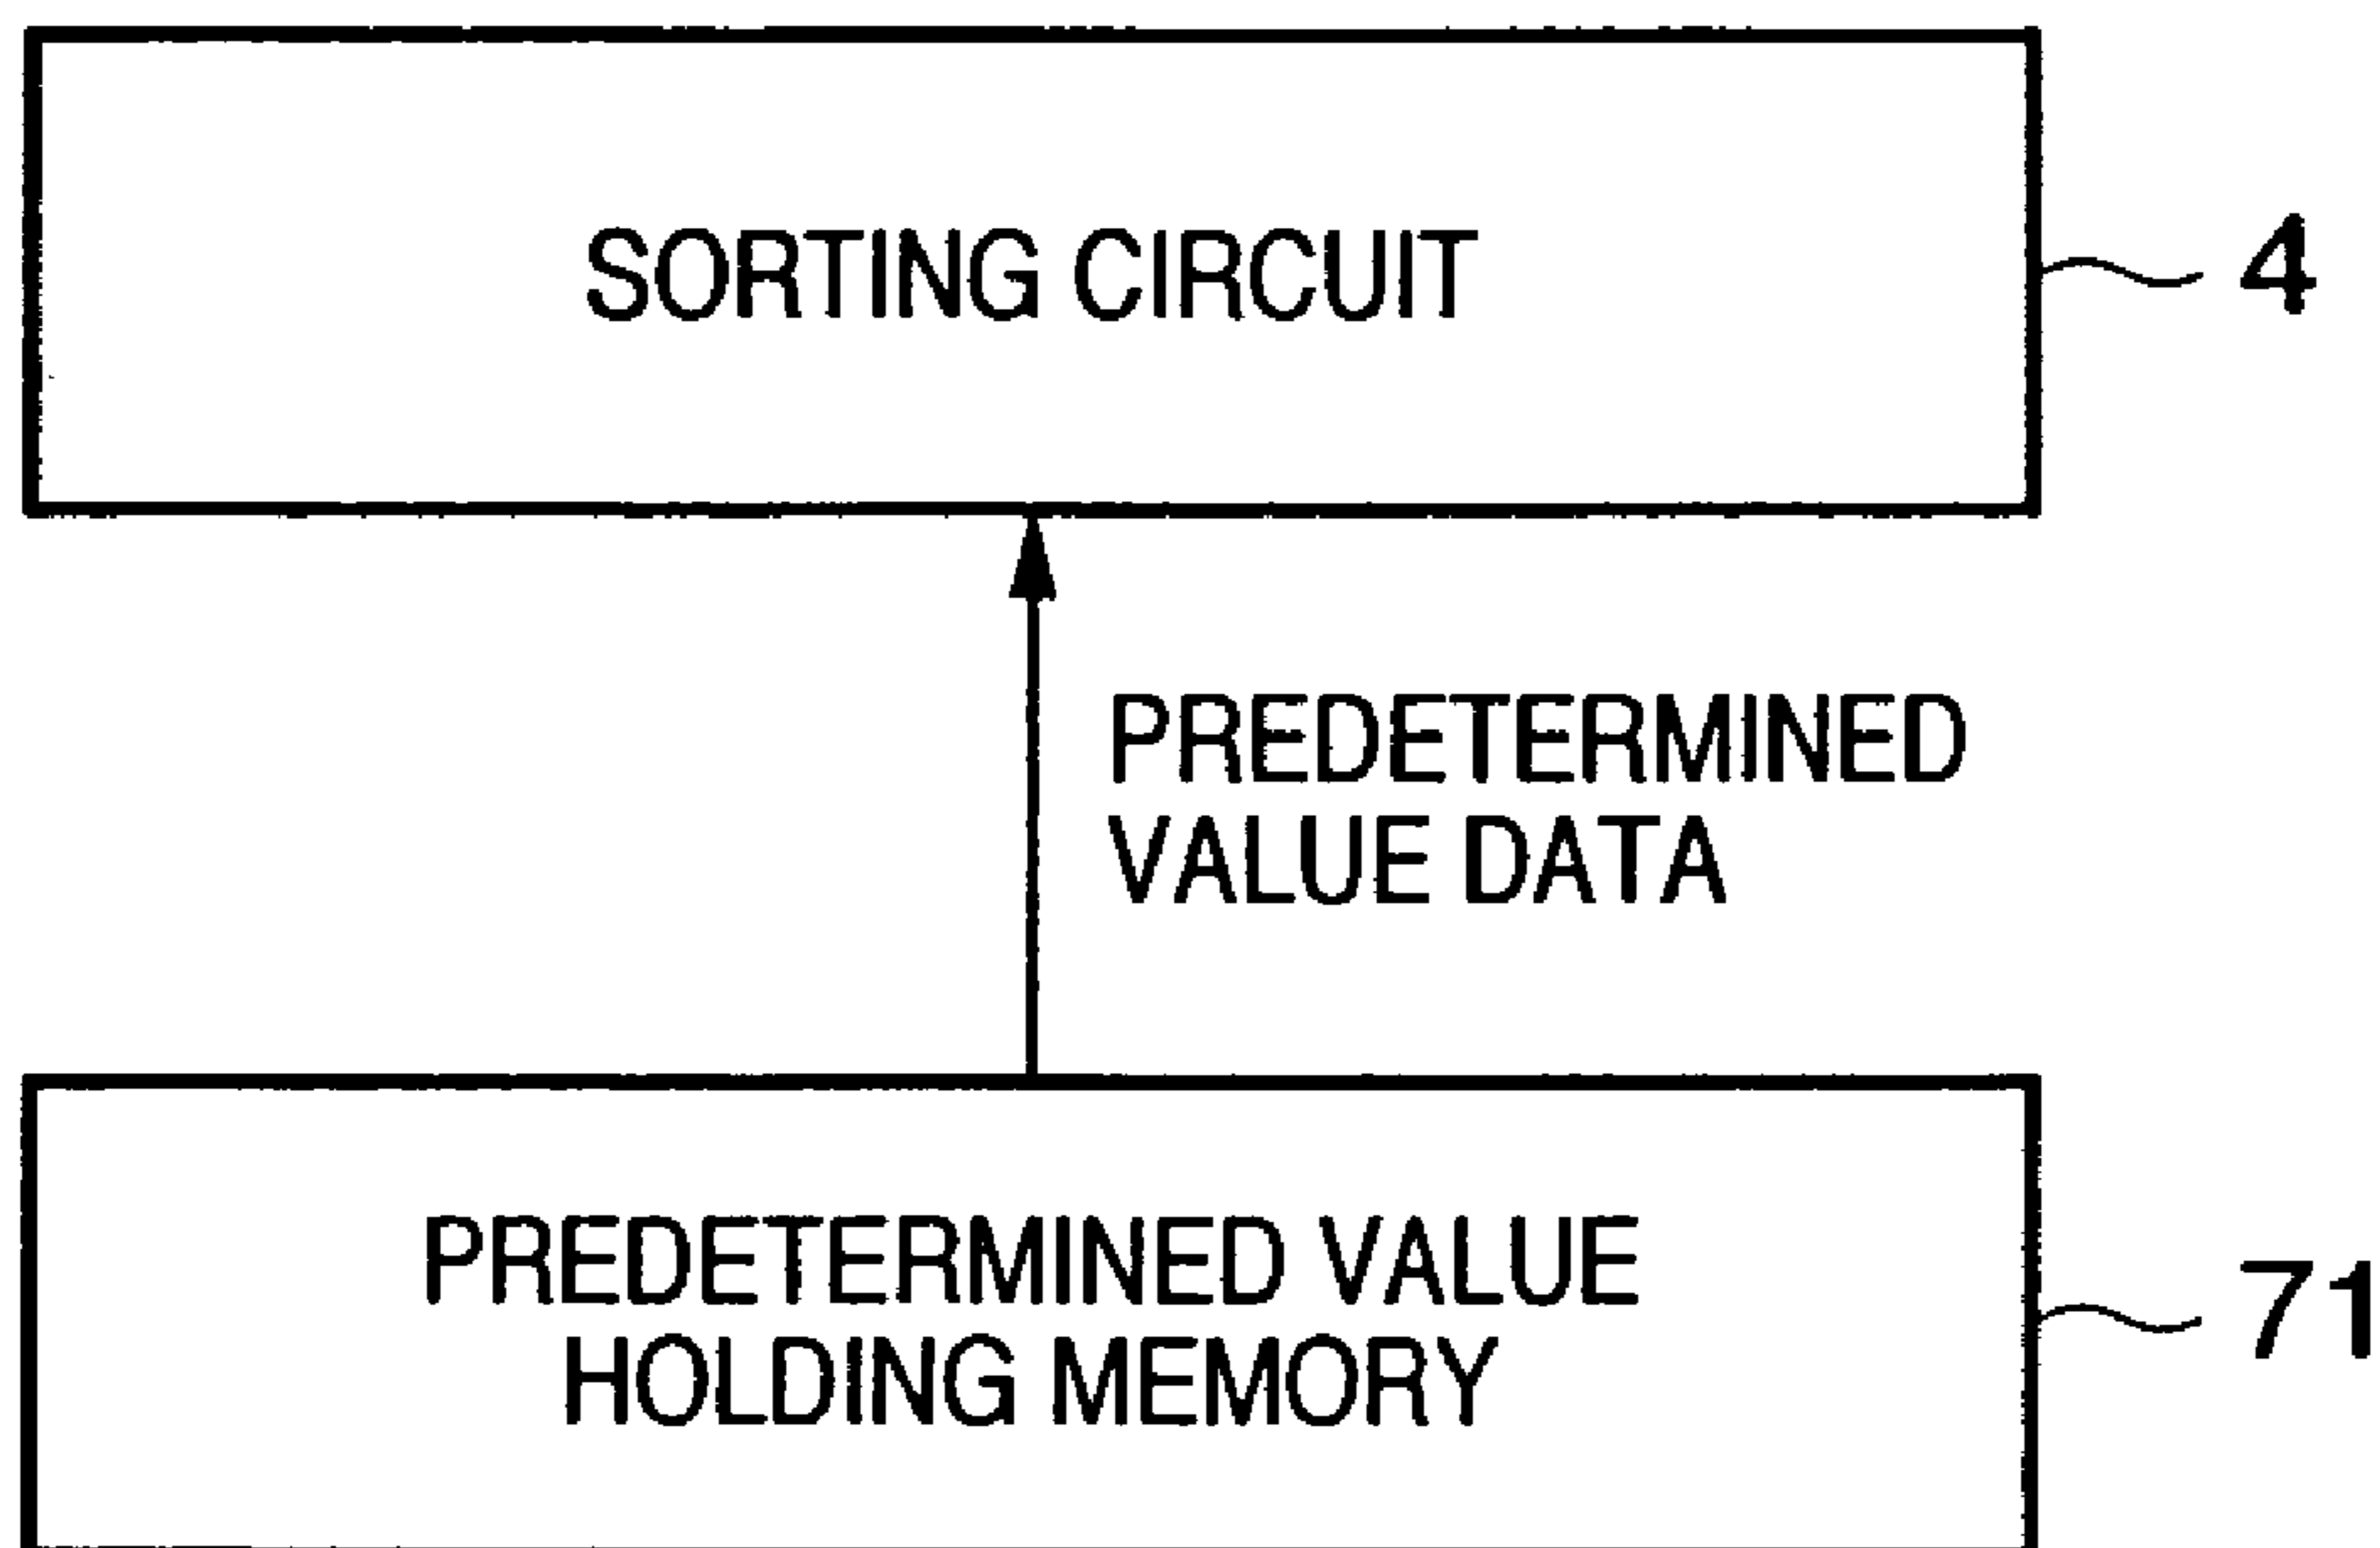 SORTING CIRCUIT
4
PREDETERMINED
VALUE DATA
PREDETERMINED VALUE
HOLDING MEMORY
71